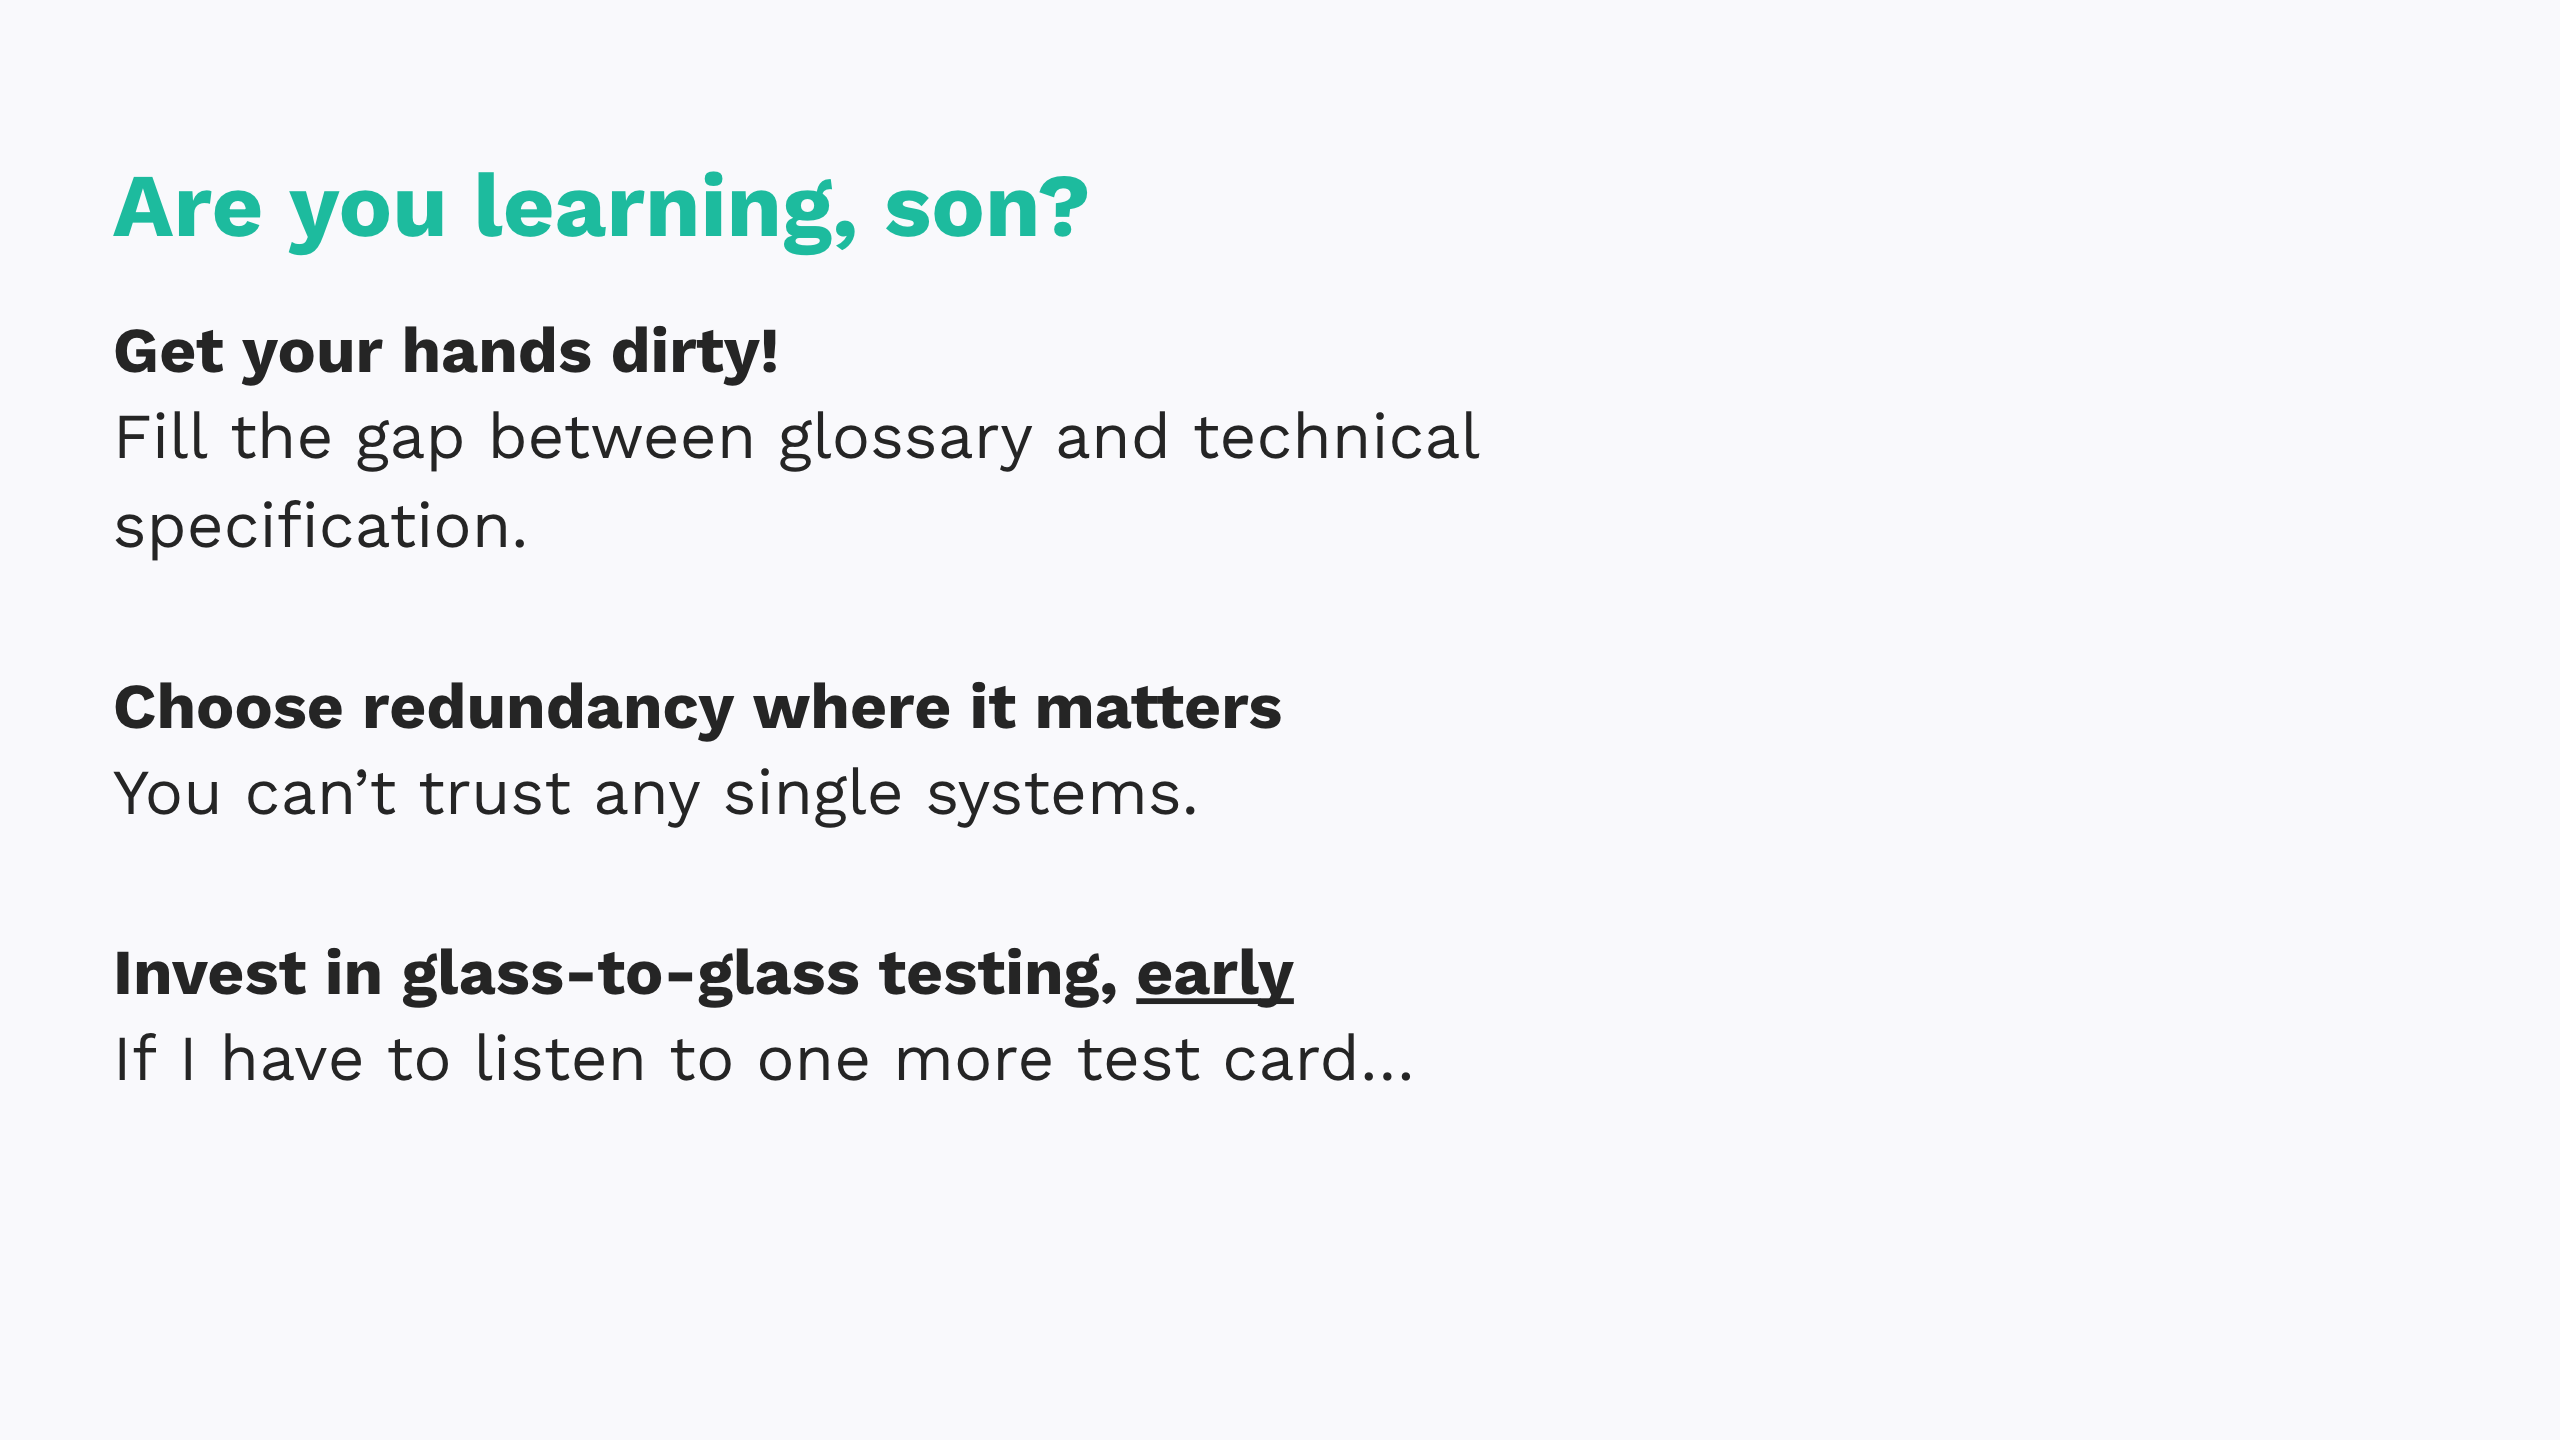 Are you learning, son?
Get your hands dirty!
Fill the gap between glossary and technical
specification.
Choose redundancy where it matters
You can’t trust any single systems.
Invest in glass-to-glass testing, early
If I have to listen to one more test card…